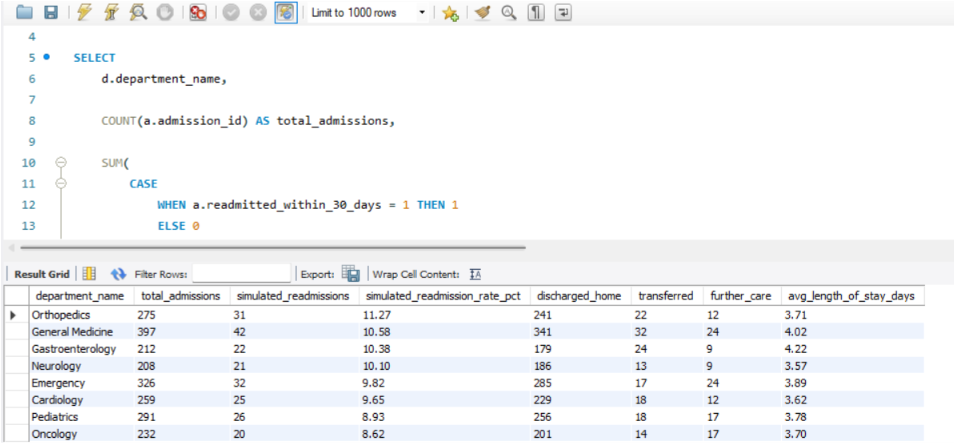 Limit to 1000 rows
4
5 SELECT
6 d.department_name,
7
8 COUNT(a.admission_id) AS total_admissions,
9
10 SUM(
11 CASE
12 WHEN a.readmitted_within_30_days = 1 THEN 1
13 ELSE 0
Result Grid Filter Rows: Export: Wrap Cell Content: IA
department_name total_admissions simulated_readmissions simulated_readmission_rate_pct discharged_home transferred further_care avg_length_of_stay_days
Orthopedics 275 31 11.27 241 22 12 3.71
General Medicine 397 42 10.58 341 32 24 4.02
Gastroenterology 212 22 10.38 179 24 9 4.22
Neurology 208 21 10.10 186 13 9 3.57
Emergency 326 32 9.82 285 17 24 3.89
Cardiology 259 25 9.65 229 18 12 3.62
Pediatrics 291 26 8.93 256 18 17 3.78
Oncology 232 20 8.62 201 14 17 3.70